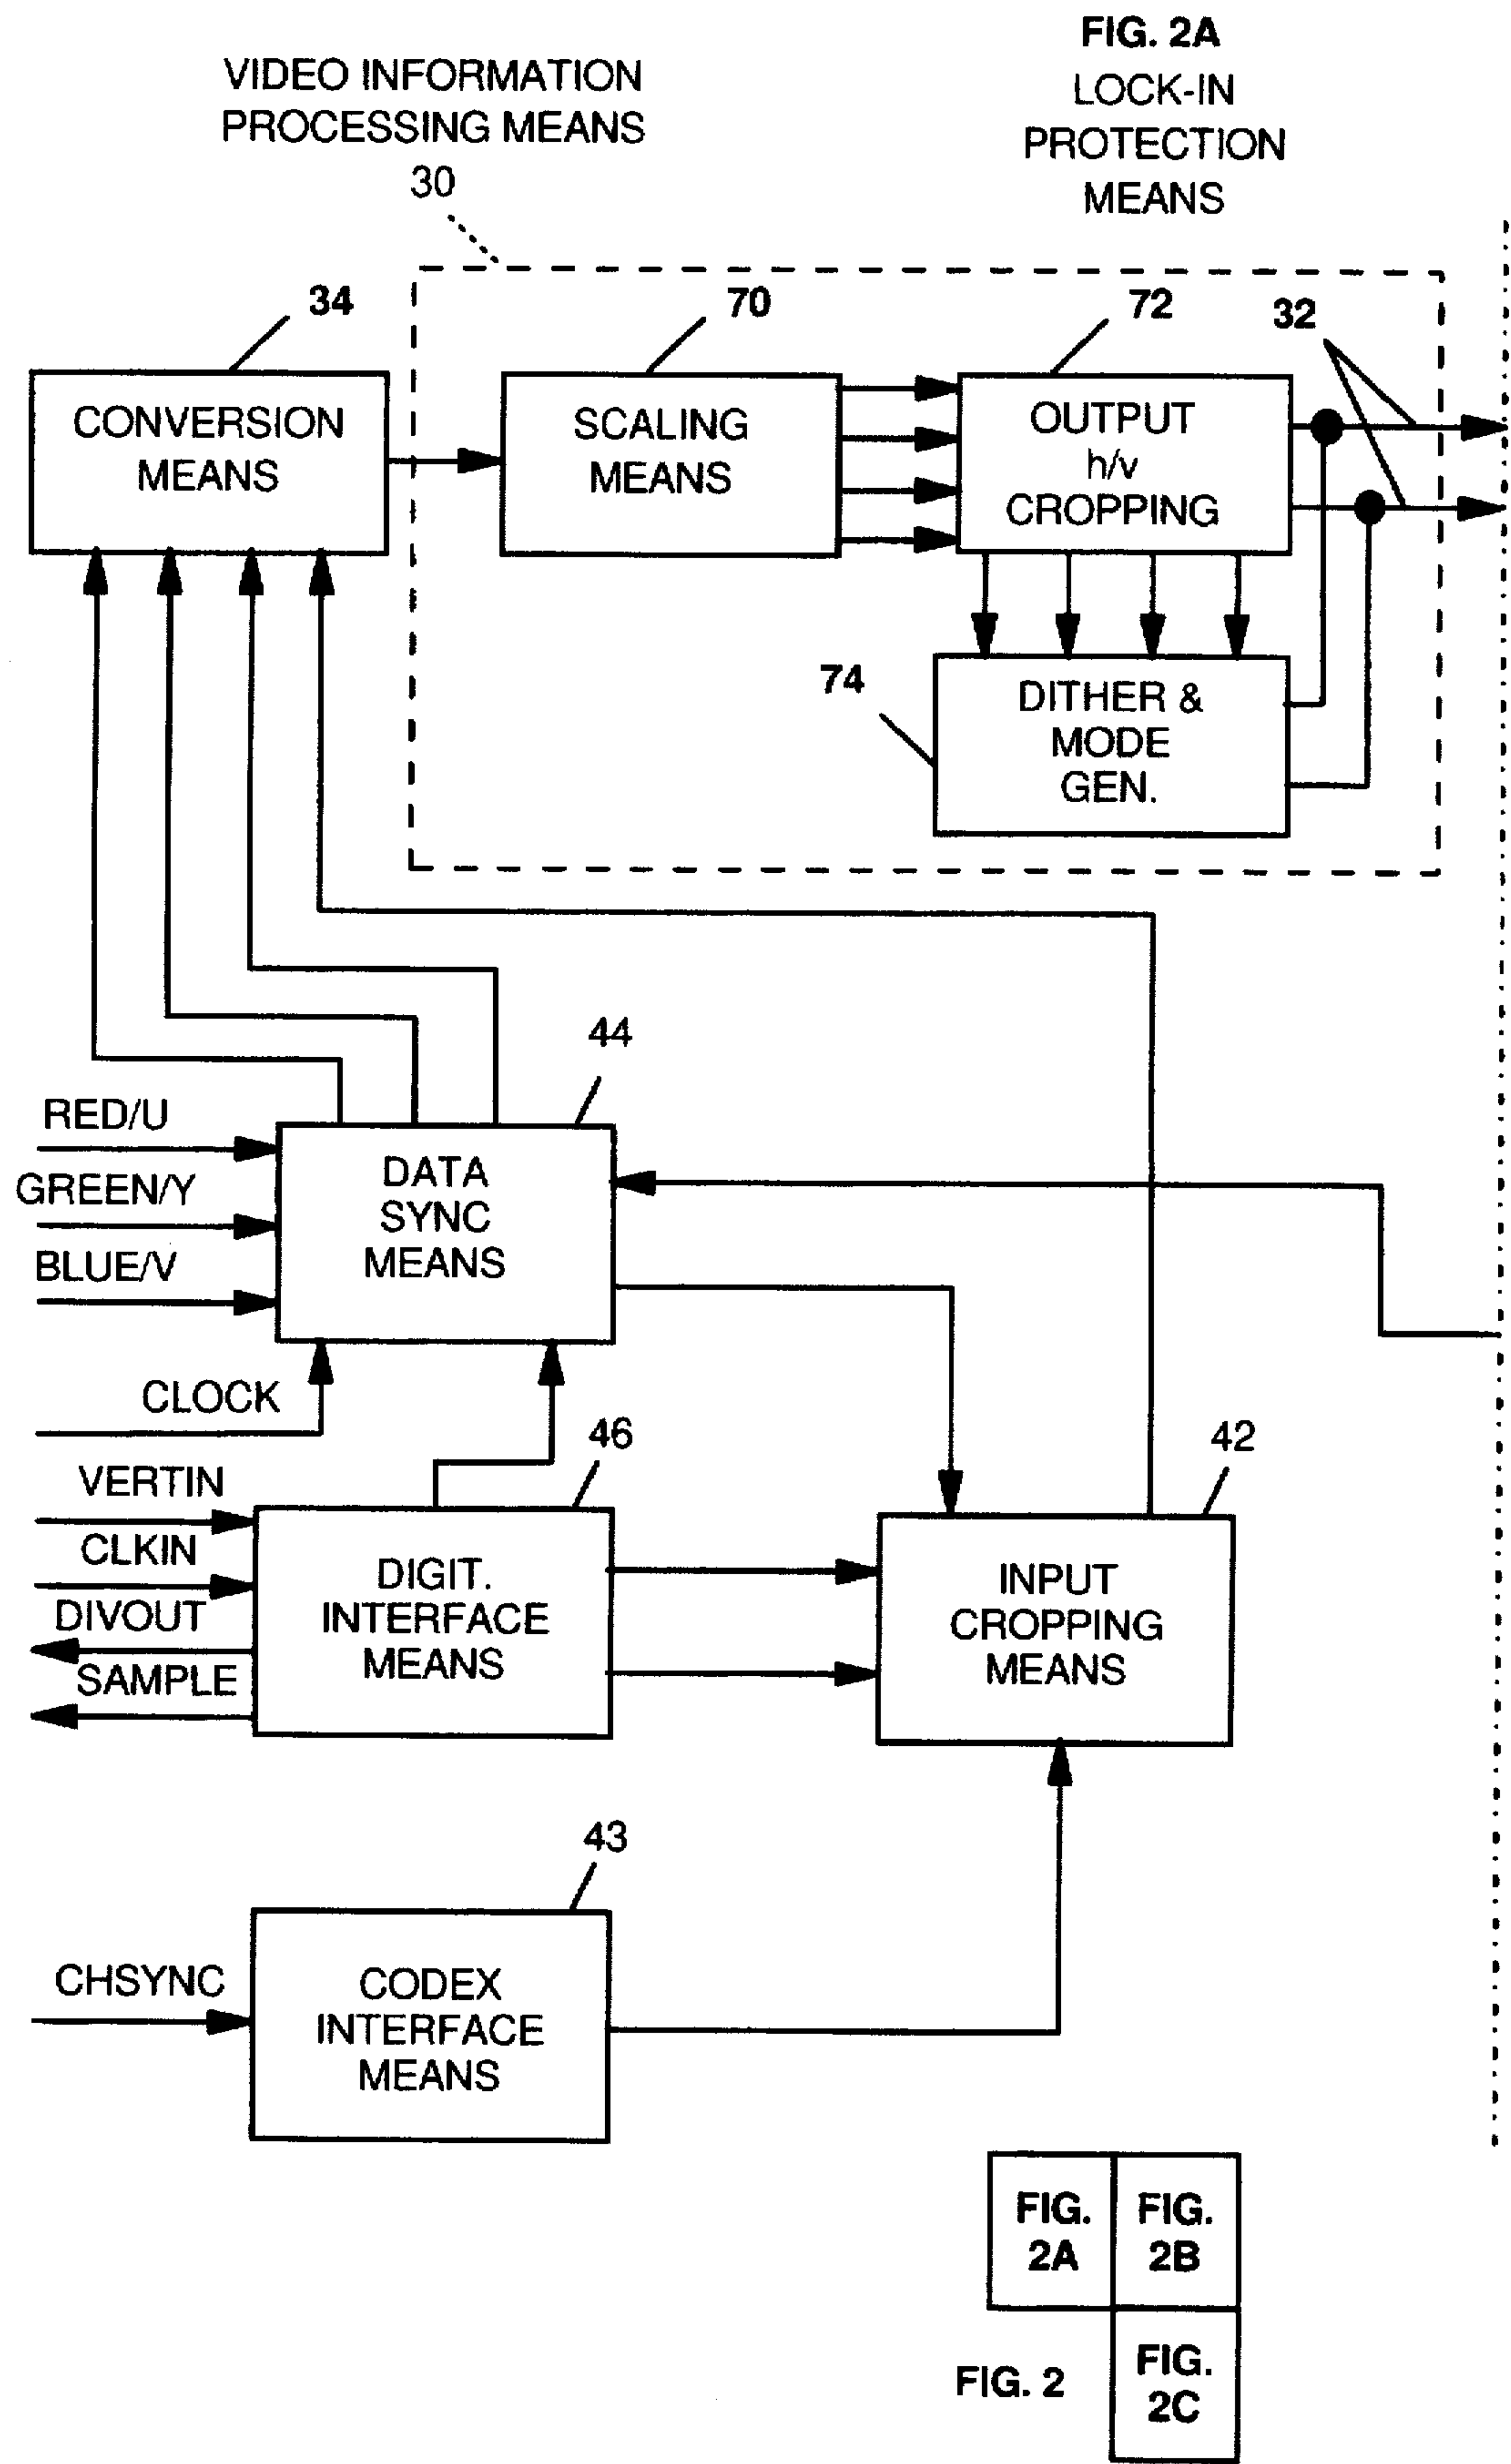 FIG. 2A
LOCK-IN
PROTECTION
MEANS
VIDEO INFORMATION
PROCESSING MEANS
30
34
70
72
32
CONVERSION
MEANS
SCALING
MEANS
OUTPUT
h/v
CROPPING
74
DITHER &
MODE
GEN.
44
RED/U
GREEN/Y
BLUE/V
DATA
SYNC
MEANS
CLOCK
46
42
VERTIN
CLKIN
DIVOUT
SAMPLE
DIGIT.
INTERFACE
MEANS
INPUT
CROPPING
MEANS
43
CHSYNC
CODEX
INTERFACE
MEANS
FIG.
2A
FIG.
2B
FIG. 2
FIG.
2C